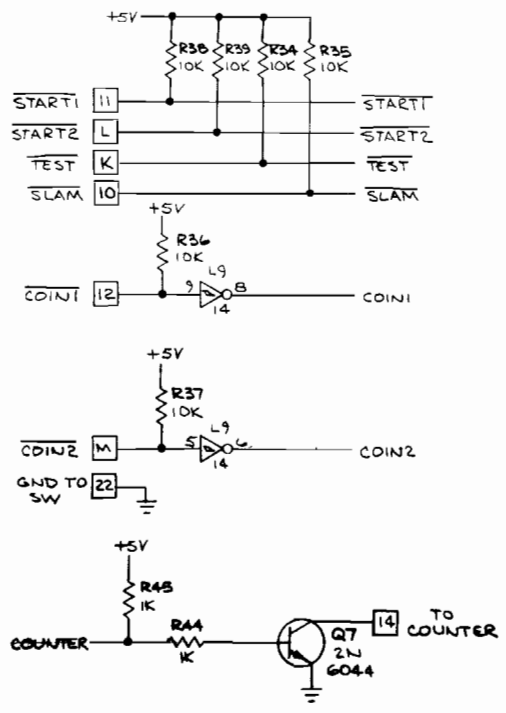 +5V
R38 R39 R34 R35
10K 10K 10K 10K
START1 11 START1
START2 L START2
TEST K TEST
SLAM 10 SLAM
+5V
R36
10K
L9
COIN1 12 9 8 COIN1
14
+5V
R37
10K
L9
COIN2 M 5 6 COIN2
14
GND TO 22
SW
+5V
R45
1K
R44
COUNTER 1K
Q7
2N
6044
14 TO
COUNTER